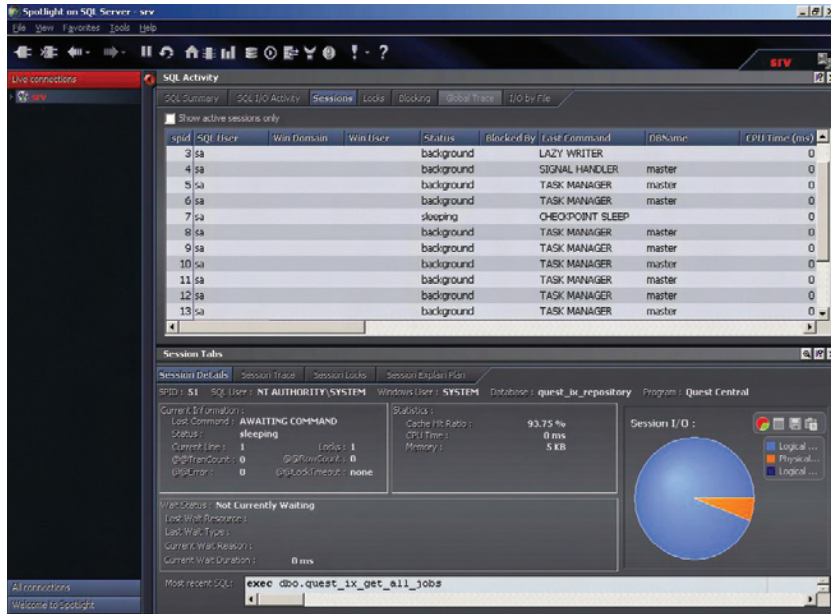 Spotlight on SQL Server - srv
File View Favorites Tools Help
srv
Live connections
srv
SQL Activity
SQL Summary SQL I/O Activity Sessions Locks Blocking Global Trace I/O by File
Show active sessions only
spid SQL User Win Domain Win User Status Blocked By Last Command DBName CPU Time (ms)
3 sa background LAZY WRITER 0
4 sa background SIGNAL HANDLER master 0
5 sa background TASK MANAGER master 0
6 sa background TASK MANAGER master 0
7 sa sleeping CHECKPOINT SLEEP 0
8 sa background TASK MANAGER master 0
9 sa background TASK MANAGER master 0
10 sa background TASK MANAGER master 0
11 sa background TASK MANAGER master 0
12 sa background TASK MANAGER master 0
13 sa background TASK MANAGER master 0
Session Tabs
Session Details Session Trace Session Locks Session Explain Plan
SPID : 51 SQL User : NT AUTHORITY\SYSTEM Windows User : SYSTEM Database : quest_ix_repository Program : Quest Central
Current Information :
Last Command : AWAITING COMMAND
Status : sleeping
Current Line : 1 Locks : 1
@@TranCount : 0 @@RowCount : 0
@@Error : 0 @@LockTimeout : none
Statistics :
Cache Hit Ratio : 93.75 %
CPU Time : 0 ms
Memory : 5 KB
Session I/O :
Logical ...
Physical...
Logical ...
Wait Status : Not Currently Waiting
Last Wait Resource :
Last Wait Type :
Current Wait Reason :
Current Wait Duration : 0 ms
Most recent SQL: exec dbo.quest_ix_get_all_jobs
All connections
Welcome to Spotlight